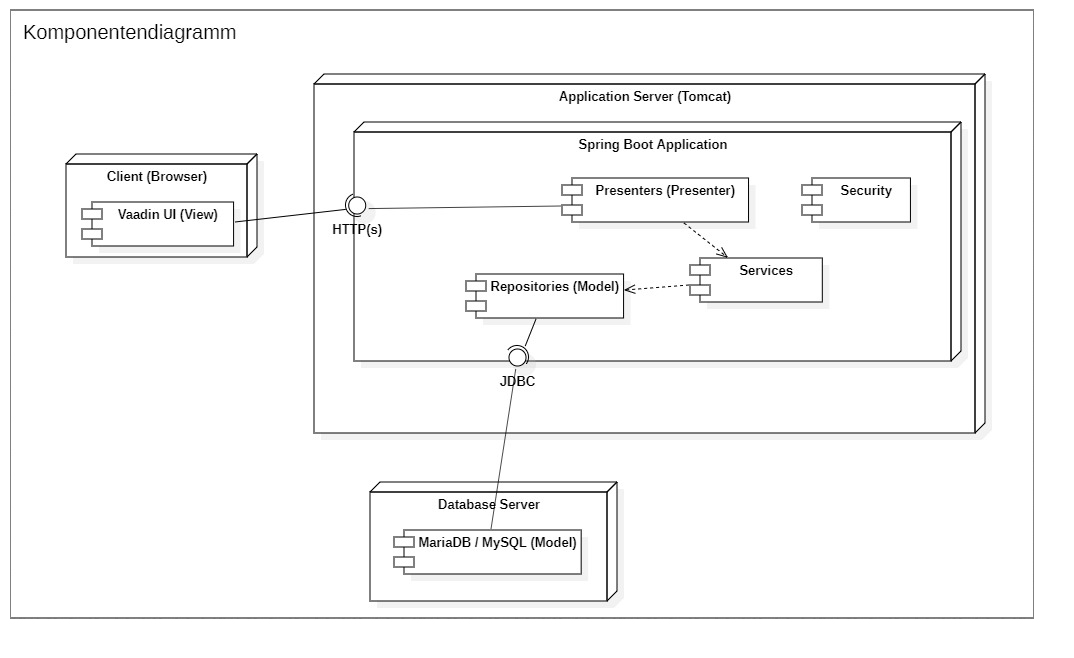 Komponentendiagramm
Application Server (Tomcat)
Spring Boot Application
Client (Browser)
Vaadin UI (View)
HTTP(s)
Presenters (Presenter)
Security
Services
Repositories (Model)
JDBC
Database Server
MariaDB / MySQL (Model)